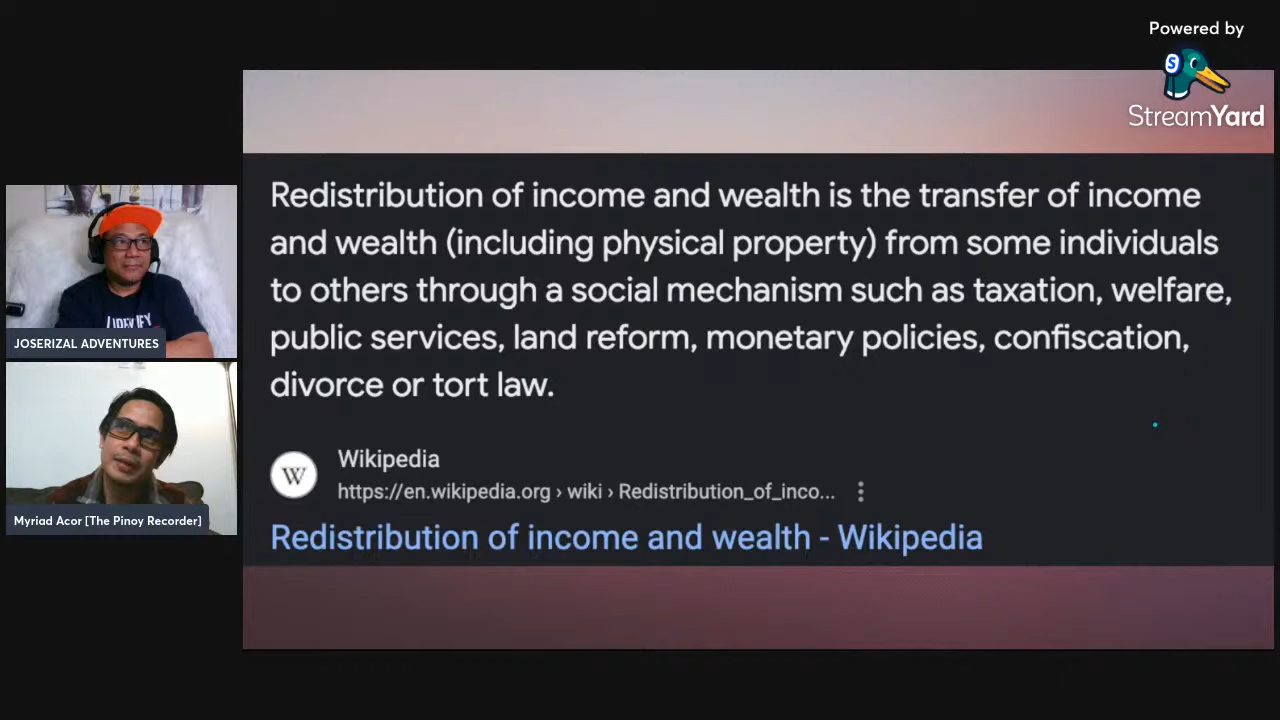 Powered by
S
StreamYard
Redistribution of income and wealth is the transfer of income
and wealth (including physical property) from some individuals
to others through a social mechanism such as taxation, welfare,
public services, land reform, monetary policies, confiscation,
divorce or tort law.
W
Wikipedia
https://en.wikipedia.org › wiki › Redistribution_of_inco...
Redistribution of income and wealth - Wikipedia
JOSERIZAL ADVENTURES
Myriad Acor [The Pinoy Recorder]